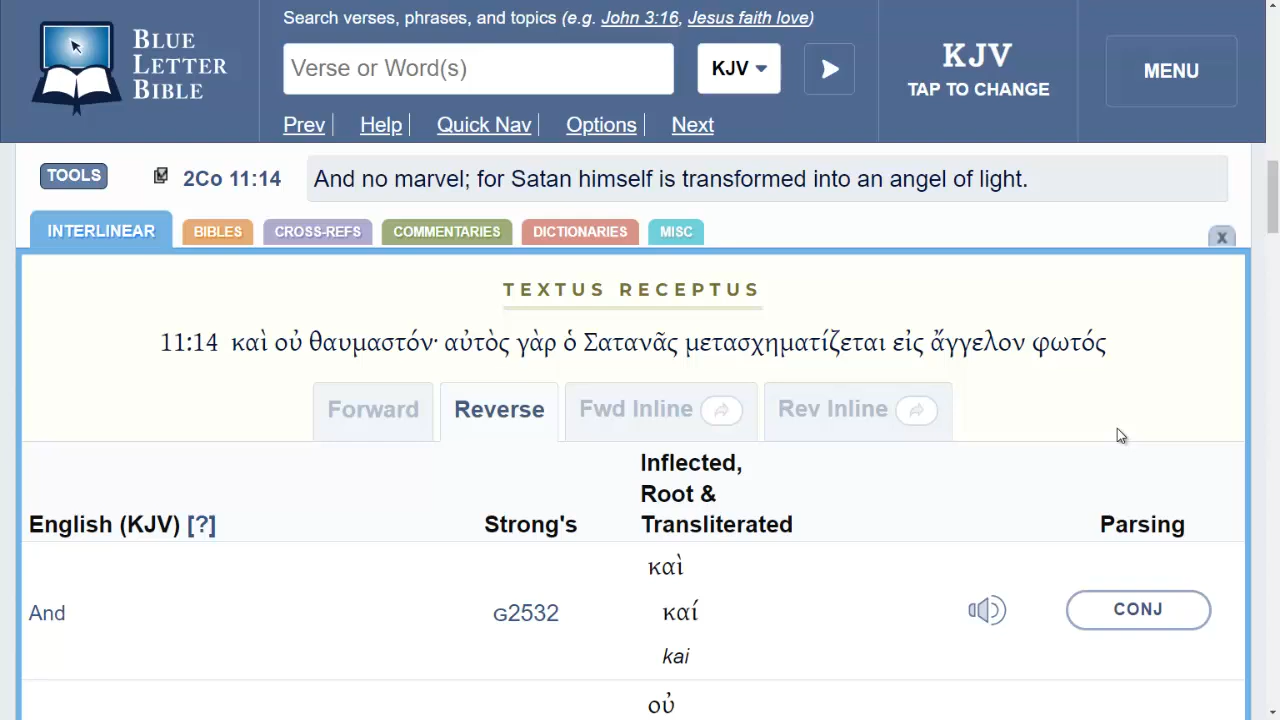 BLUE LETTER BIBLE
Search verses, phrases, and topics (e.g. John 3:16, Jesus faith love)
Verse or Word(s)
KJV
KJV
TAP TO CHANGE
MENU
Prev Help Quick Nav Options Next
TOOLS 2Co 11:14 And no marvel; for Satan himself is transformed into an angel of light.
INTERLINEAR BIBLES CROSS-REFS COMMENTARIES DICTIONARIES MISC x
TEXTUS RECEPTUS
11:14 καὶ οὐ θαυμαστόν· αὐτὸς γὰρ ὁ Σατανᾶς μετασχηματίζεται εἰς ἄγγελον φωτός
Forward Reverse Fwd Inline Rev Inline
English (KJV) [?] Strong's Inflected, Root & Transliterated Parsing
καὶ
And G2532 καί CONJ
kai
οὐ